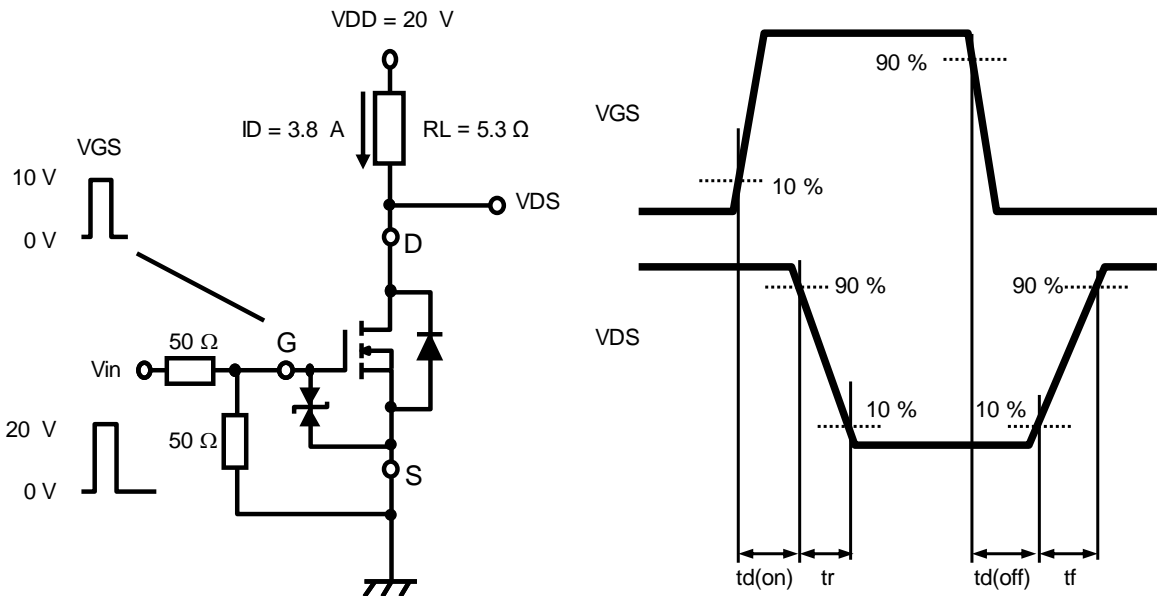 VDD = 20 V
ID = 3.8 A
RL = 5.3 Ω
VGS
10 V
0 V
VDS
D
50 Ω
G
Vin
50 Ω
20 V
0 V
S
VGS
90 %
10 %
VDS
90 %
90 %
10 %
10 %
td(on)
tr
td(off)
tf